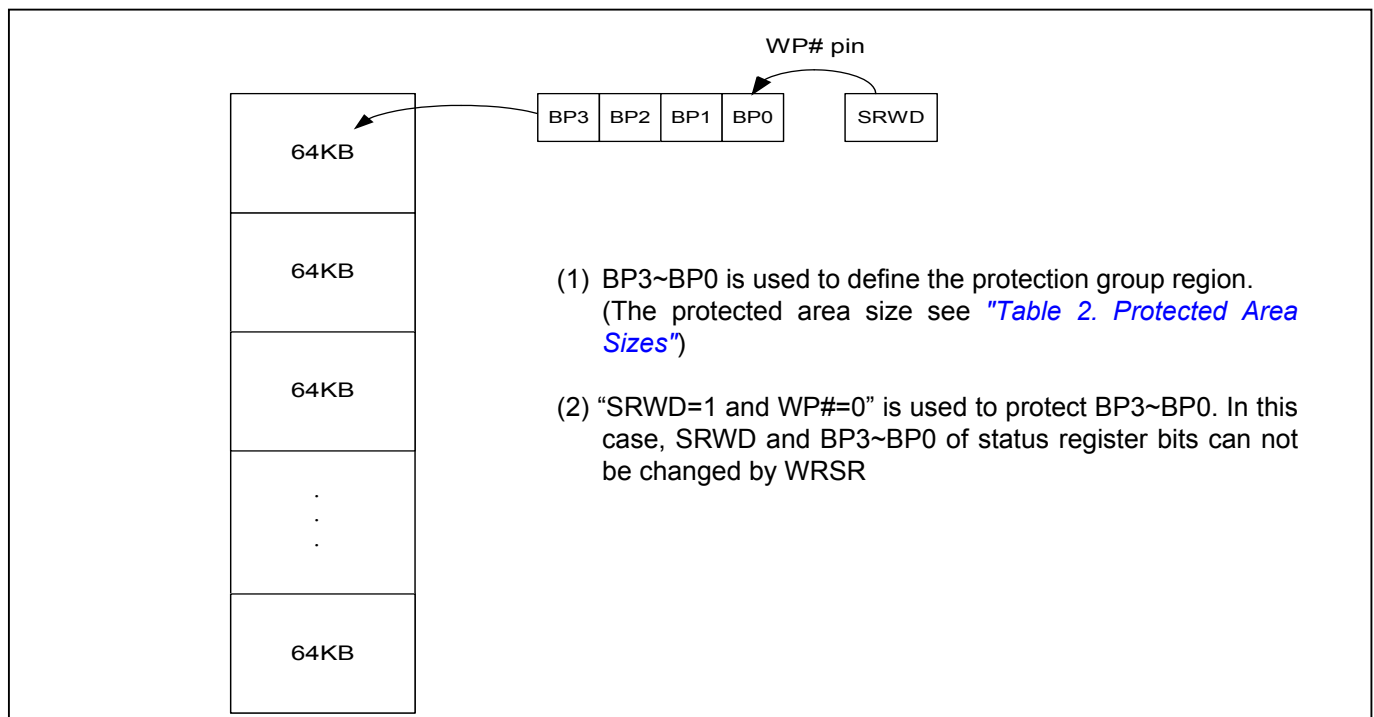 WP# pin
BP3 BP2 BP1 BP0 SRWD
64KB
64KB
64KB
.
.
.
64KB
(1) BP3~BP0 is used to define the protection group region.
(The protected area size see "Table 2. Protected Area
Sizes")
(2) “SRWD=1 and WP#=0” is used to protect BP3~BP0. In this
case, SRWD and BP3~BP0 of status register bits can not
be changed by WRSR